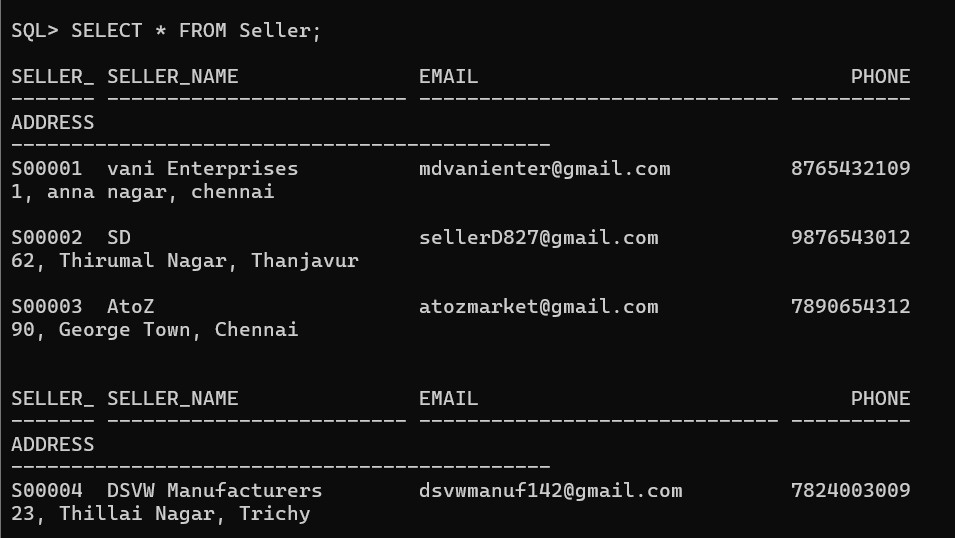 SQL> SELECT * FROM Seller;
SELLER_ SELLER_NAME               EMAIL                               PHONE
------- ------------------------- ------------------------------ ----------
ADDRESS
---------------------------------------------
S00001  vani Enterprises          mdvanienter@gmail.com          8765432109
1, anna nagar, chennai
S00002  SD                        sellerD827@gmail.com           9876543012
62, Thirumal Nagar, Thanjavur
S00003  AtoZ                      atozmarket@gmail.com           7890654312
90, George Town, Chennai
SELLER_ SELLER_NAME               EMAIL                               PHONE
------- ------------------------- ------------------------------ ----------
ADDRESS
---------------------------------------------
S00004  DSVW Manufacturers        dsvwmanuf142@gmail.com         7824003009
23, Thillai Nagar, Trichy